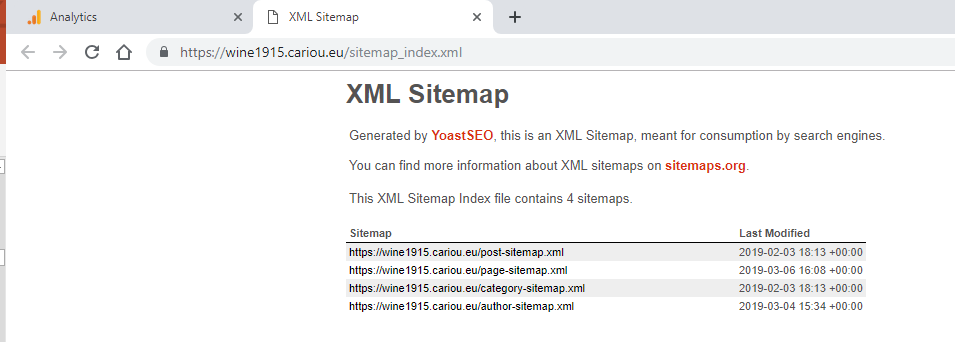 Analytics
XML Sitemap
https://wine1915.cariou.eu/sitemap_index.xml
XML Sitemap
Generated by YoastSEO, this is an XML Sitemap, meant for consumption by search engines.
You can find more information about XML sitemaps on sitemaps.org.
This XML Sitemap Index file contains 4 sitemaps.
Sitemap Last Modified
https://wine1915.cariou.eu/post-sitemap.xml 2019-02-03 18:13 +00:00
https://wine1915.cariou.eu/page-sitemap.xml 2019-03-06 16:08 +00:00
https://wine1915.cariou.eu/category-sitemap.xml 2019-02-03 18:13 +00:00
https://wine1915.cariou.eu/author-sitemap.xml 2019-03-04 15:34 +00:00